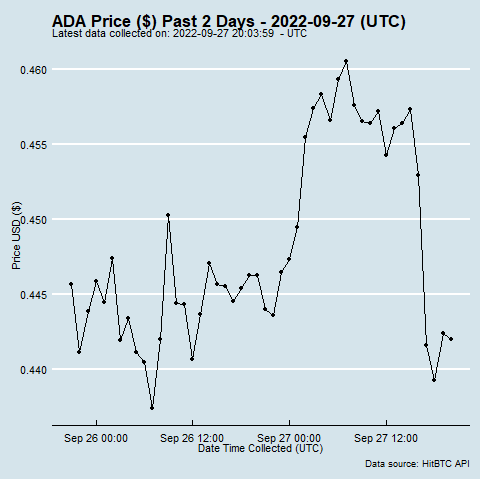 ADA Price ($) Past 2 Days - 2022-09-27 (UTC)
Latest data collected on: 2022-09-27 20:03:59 - UTC
0.460
0.455
0.450
0.445
0.440
Price USD ($)
Sep 26 00:00 Sep 26 12:00 Sep 27 00:00 Sep 27 12:00
Date Time Collected (UTC)
Data source: HitBTC API